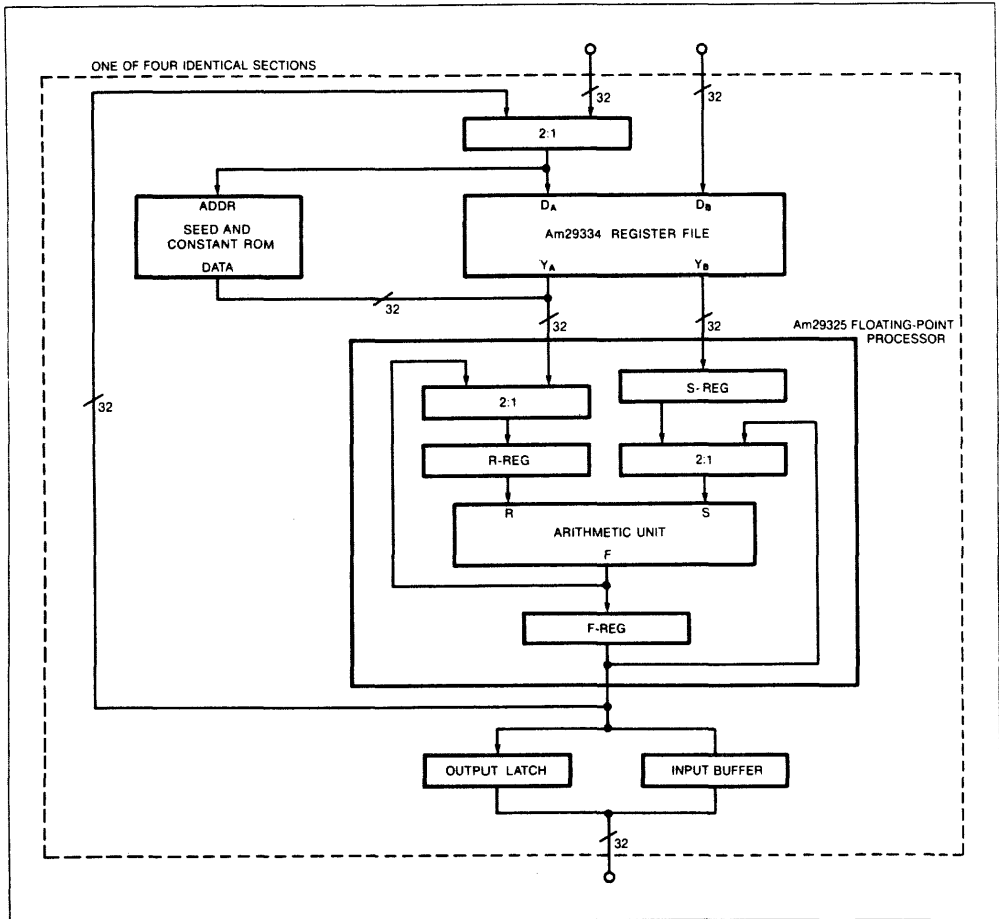 ONE OF FOUR IDENTICAL SECTIONS
32
32
2:1
ADDR
SEED AND
CONSTANT ROM
DATA
DA
DB
Am29334 REGISTER FILE
YA
YB
32
32
32
Am29325 FLOATING-POINT
PROCESSOR
32
2:1
S-REG
R-REG
2:1
R
S
ARITHMETIC UNIT
F
F-REG
OUTPUT LATCH
INPUT BUFFER
32